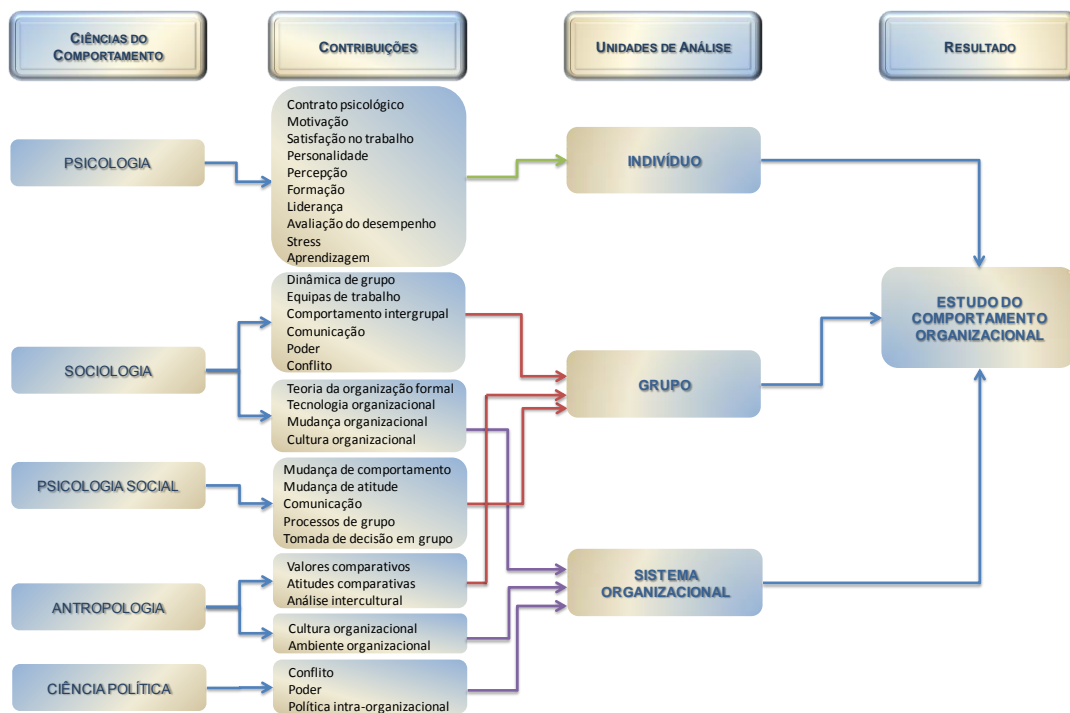 CIÊNCIAS DO
COMPORTAMENTO
CONTRIBUIÇÕES
UNIDADES DE ANÁLISE
RESULTADO
PSICOLOGIA
Contrato psicológico
Motivação
Satisfação no trabalho
Personalidade
Percepção
Formação
Liderança
Avaliação do desempenho
Stress
Aprendizagem
INDIVÍDUO
SOCIOLOGIA
Dinâmica de grupo
Equipas de trabalho
Comportamento intergrupal
Comunicação
Poder
Conflito
Teoria da organização formal
Tecnologia organizacional
Mudança organizacional
Cultura organizacional
GRUPO
ESTUDO DO
COMPORTAMENTO
ORGANIZACIONAL
PSICOLOGIA SOCIAL
Mudança de comportamento
Mudança de atitude
Comunicação
Processos de grupo
Tomada de decisão em grupo
ANTROPOLOGIA
Valores comparativos
Atitudes comparativas
Análise intercultural
Cultura organizacional
Ambiente organizacional
SISTEMA
ORGANIZACIONAL
CIÊNCIA POLÍTICA
Conflito
Poder
Política intra-organizacional